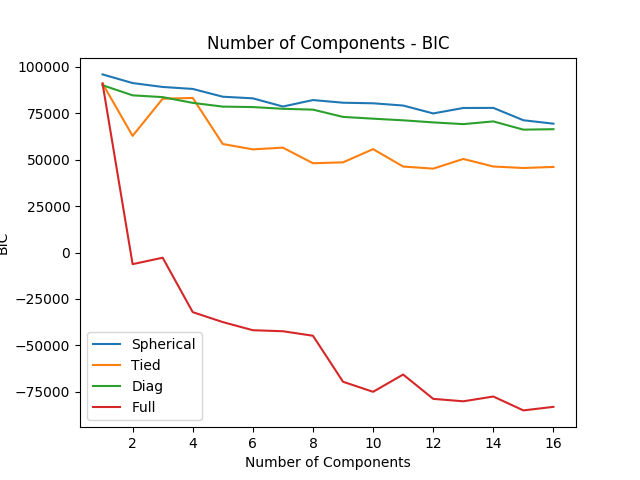 Number of Components - BIC
100000
75000
50000
25000
0
−25000
−50000
−75000
BIC
Spherical
Tied
Diag
Full
2 4 6 8 10 12 14 16
Number of Components